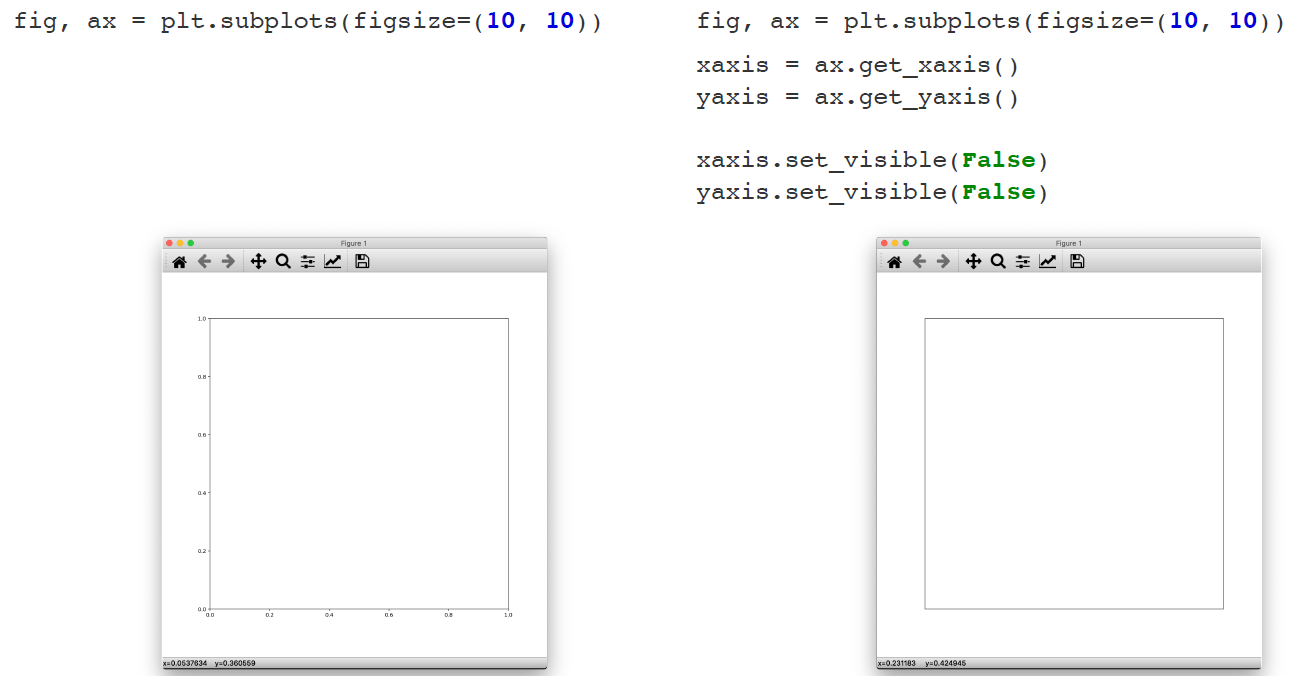 fig, ax = plt.subplots(figsize=(10, 10))
fig, ax = plt.subplots(figsize=(10, 10))
xaxis = ax.get_xaxis()
yaxis = ax.get_yaxis()
xaxis.set_visible(False)
yaxis.set_visible(False)
Figure 1
1.0
0.8
0.6
0.4
0.2
0.0
0.0 0.2 0.4 0.6 0.8 1.0
x=0.0537634 y=0.360559
Figure 1
x=0.231183 y=0.424945